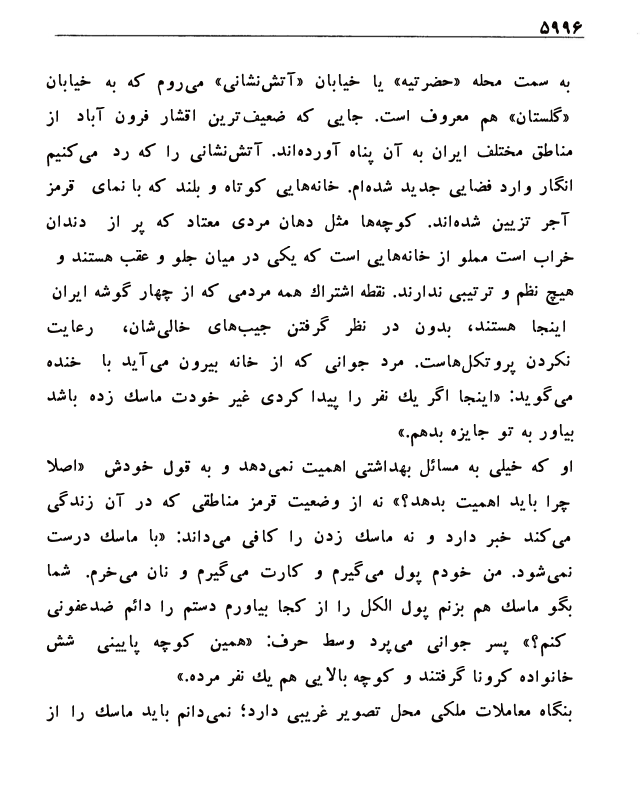 ۵۹۹۶
به سمت محله «حضرتیه» یا خیابان «آتش‌نشانی» می‌روم که به خیابان
«گلستان» هم معروف است. جایی که ضعیف‌ترین اقشار فرون آباد از
مناطق مختلف ایران به آن پناه آورده‌اند. آتش‌نشانی را که رد می‌کنیم
انگار وارد فضایی جدید شده‌ام. خانه‌هایی کوتاه و بلند که با نمای قرمز
آجر تزیین شده‌اند. کوچه‌ها مثل دهان مردی معتاد که پر از دندان
خراب است مملو از خانه‌هایی است که یکی در میان جلو و عقب هستند و
هیچ نظم و ترتیبی ندارند. نقطه اشتراك همه مردمی که از چهار گوشه ایران
اینجا هستند، بدون در نظر گرفتن جیب‌های خالی‌شان، رعایت
نکردن پروتکل‌هاست. مرد جوانی که از خانه بیرون می‌آید با خنده
می‌گوید: «اینجا اگر یك نفر را پیدا کردی غیر خودت ماسك زده باشد
بیاور به تو جایزه بدهم.»
او که خیلی به مسائل بهداشتی اهمیت نمی‌دهد و به قول خودش «اصلا
چرا باید اهمیت بدهد؟» نه از وضعیت قرمز مناطقی که در آن زندگی
می‌کند خبر دارد و نه ماسك زدن را کافی می‌داند: «با ماسك درست
نمی‌شود. من خودم پول می‌گیرم و کارت می‌گیرم و نان می‌خرم. شما
بگو ماسك هم بزنم پول الکل را از کجا بیاورم دستم را دائم ضدعفونی
کنم؟» پسر جوانی می‌پرد وسط حرف: «همین کوچه پایینی شش
خانواده کرونا گرفتند و کوچه بالایی هم یك نفر مرده.»
بنگاه معاملات ملکی محل تصویر غریبی دارد؛ نمی‌دانم باید ماسك را از